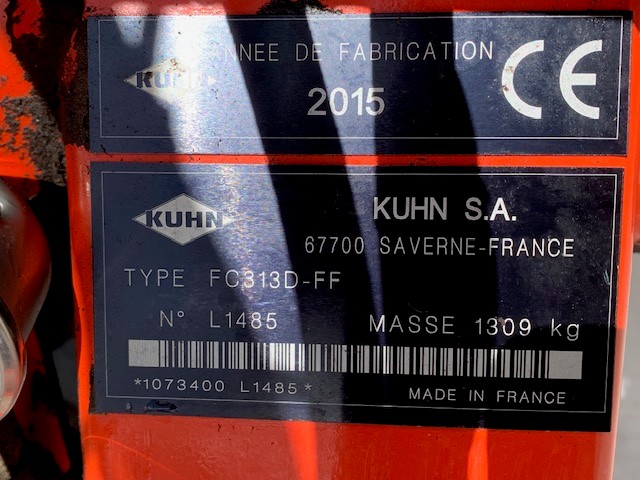 KUHN
NNEE DE FABRICATION
2015
CE
KUHN
KUHN S.A.
67700 SAVERNE-FRANCE
TYPE FC313D-FF
N° L1485 MASSE 1309 kg
*1073400 L1485*
MADE IN FRANCE